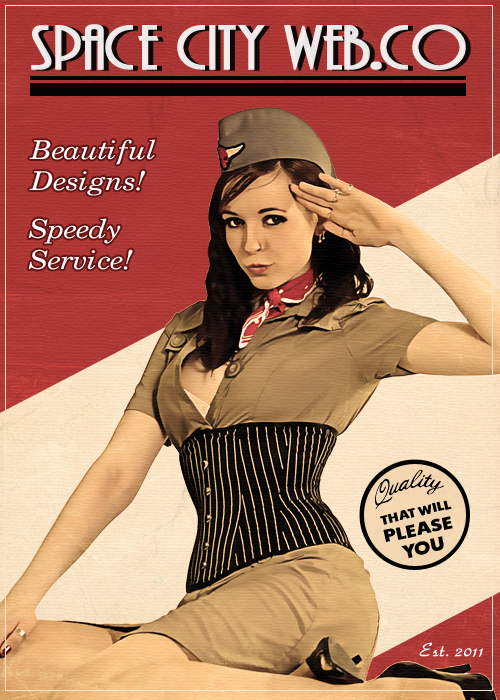 SPACE CITY WEB.CO
Beautiful
Designs!
Speedy
Service!
Quality
THAT WILL
PLEASE
YOU
Est. 2011